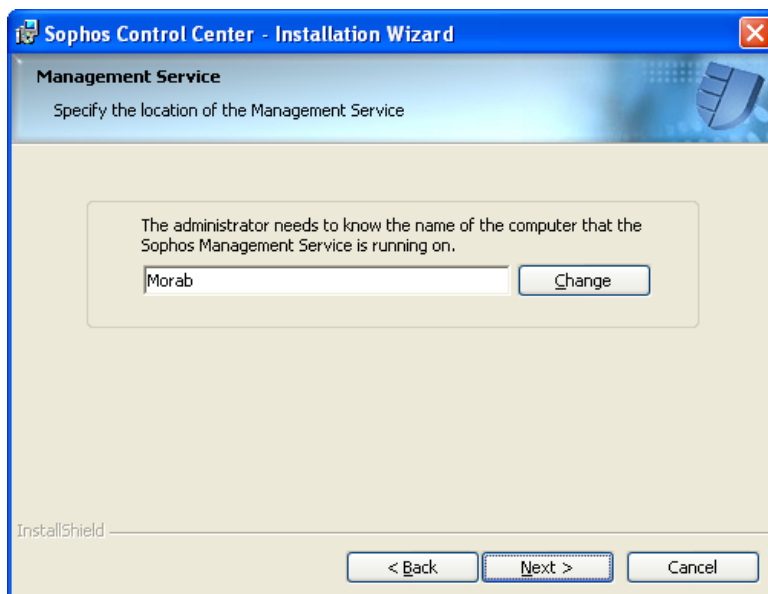 Sophos Control Center - Installation Wizard
Management Service
Specify the location of the Management Service
The administrator needs to know the name of the computer that the
Sophos Management Service is running on.
Morab
Change
InstallShield
< Back
Next >
Cancel